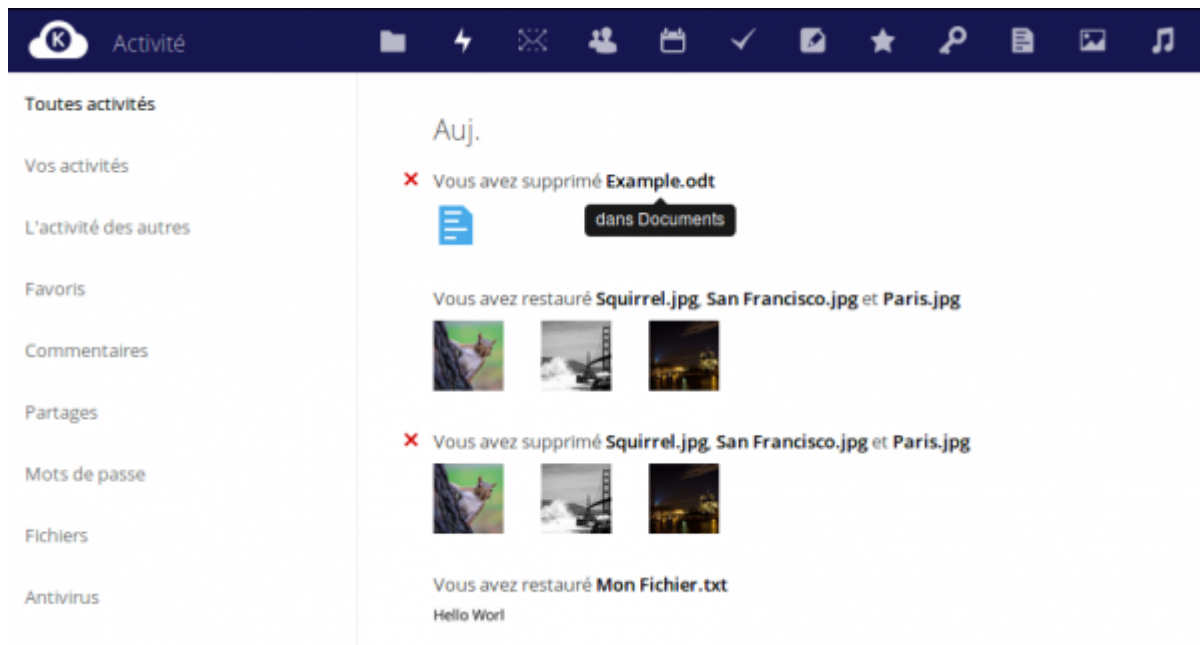 K Activité
Toutes activités
Vos activités
L'activité des autres
Favoris
Commentaires
Partages
Mots de passe
Fichiers
Antivirus
Auj.
Vous avez supprimé Example.odt
dans Documents
Vous avez restauré Squirrel.jpg, San Francisco.jpg et Paris.jpg
Vous avez supprimé Squirrel.jpg, San Francisco.jpg et Paris.jpg
Vous avez restauré Mon Fichier.txt
Hello Worl